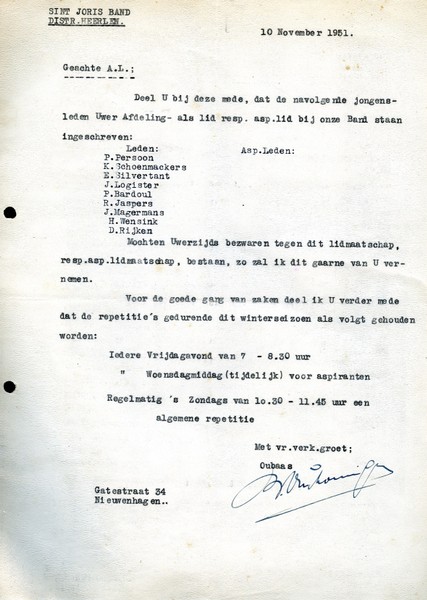 SINT JORIS BAND
DISTR.HEERLEN.
10 November 1951.
Geachte A.L.;
Deel U bij deze mede, dat de navolgende jongens-
leden Uwer Afdeling- als lid resp. asp.lid bij onze Band staan
ingeschreven:
Leden: Asp.Leden:
P.Persoon
K.Schoenmackers
E.Silvertant
J.Logister
P.Bardoul
R.Jaspers
J.Magermans
H.Wensink
D.Rijken
Mochten Uwerzijds bezwaren tegen dit lidmaatschap,
resp.asp.lidmaatschap, bestaan, zo zal ik dit gaarne van U ver-
nemen.
Voor de goede gang van zaken deel ik U verder mede
dat de repetitie's gedurende dit winterseizoen als volgt gehouden
worden:
Iedere Vrijdagavond van 7 - 8.30 uur
" Woensdagmiddag(tijdelijk) voor aspiranten
Regelmatig 's Zondags van 1o.30 - 11.45 uur een
algemene repetitie
Met vr.verk.groet;
Oubaas
Gatestraat 34
Nieuwenhagen..